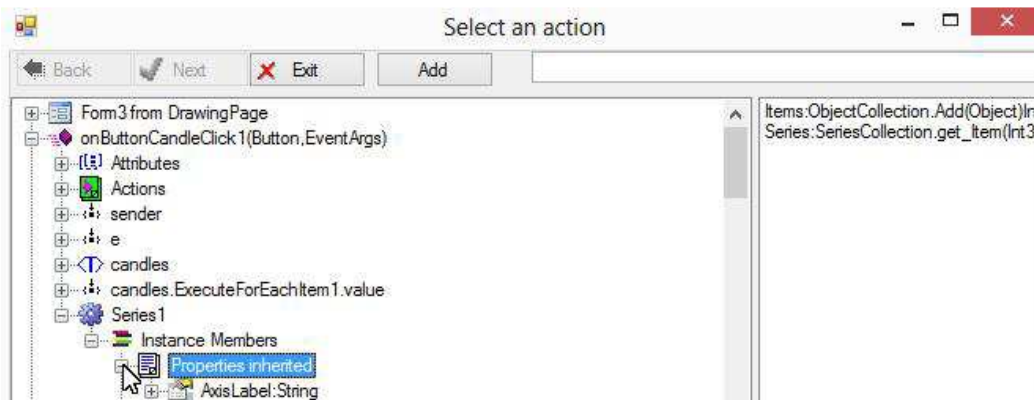 Select an action
Back Next Exit Add
Form3 from DrawingPage
onButtonCandleClick1(Button,EventArgs)
Attributes
Actions
sender
e
candles
candles.ExecuteForEachItem1.value
Series1
Instance Members
Properties inherited
AxisLabel:String
Items:ObjectCollection.Add(Object)In
Series:SeriesCollection.get_Item(Int3